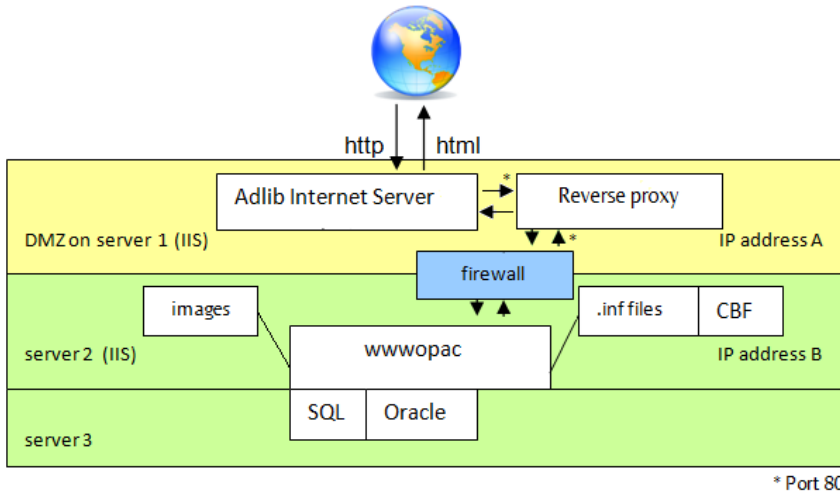 http html
Adlib Internet Server
*
Reverse proxy
DMZ on server 1 (IIS)
*
IP address A
firewall
images
.inf files
CBF
wwwopac
server 2 (IIS)
IP address B
SQL
Oracle
server 3
* Port 80